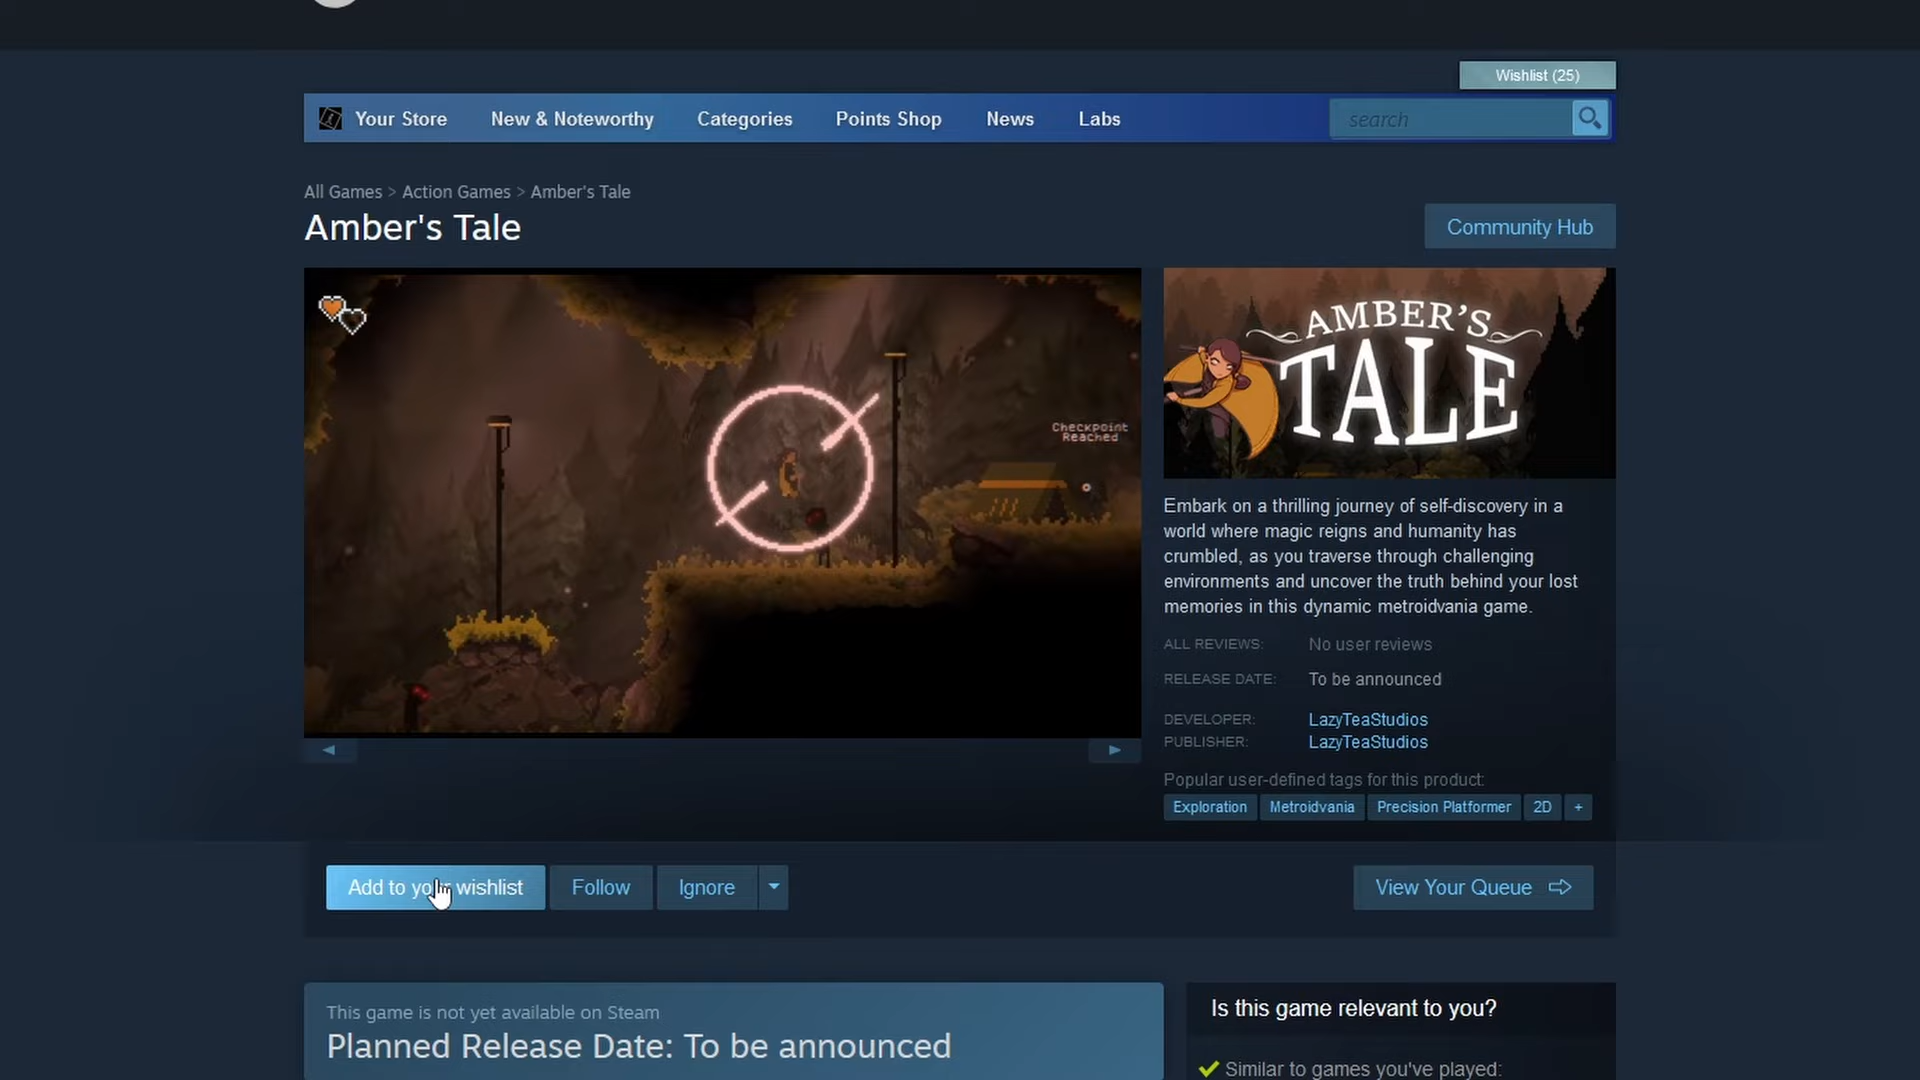 Wishlist (25)
Your Store
New & Noteworthy
Categories
Points Shop
News
Labs
search
All Games > Action Games > Amber's Tale
Amber's Tale
Community Hub
Checkpoint
Reached
AMBER'S
TALE
Embark on a thrilling journey of self-discovery in a
world where magic reigns and humanity has
crumbled, as you traverse through challenging
environments and uncover the truth behind your lost
memories in this dynamic metroidvania game.
ALL REVIEWS: No user reviews
RELEASE DATE: To be announced
DEVELOPER: LazyTeaStudios
PUBLISHER: LazyTeaStudios
Popular user-defined tags for this product:
Exploration
Metroidvania
Precision Platformer
2D
+
Add to your wishlist
Follow
Ignore
View Your Queue
This game is not yet available on Steam
Planned Release Date: To be announced
Is this game relevant to you?
Similar to games you've played: